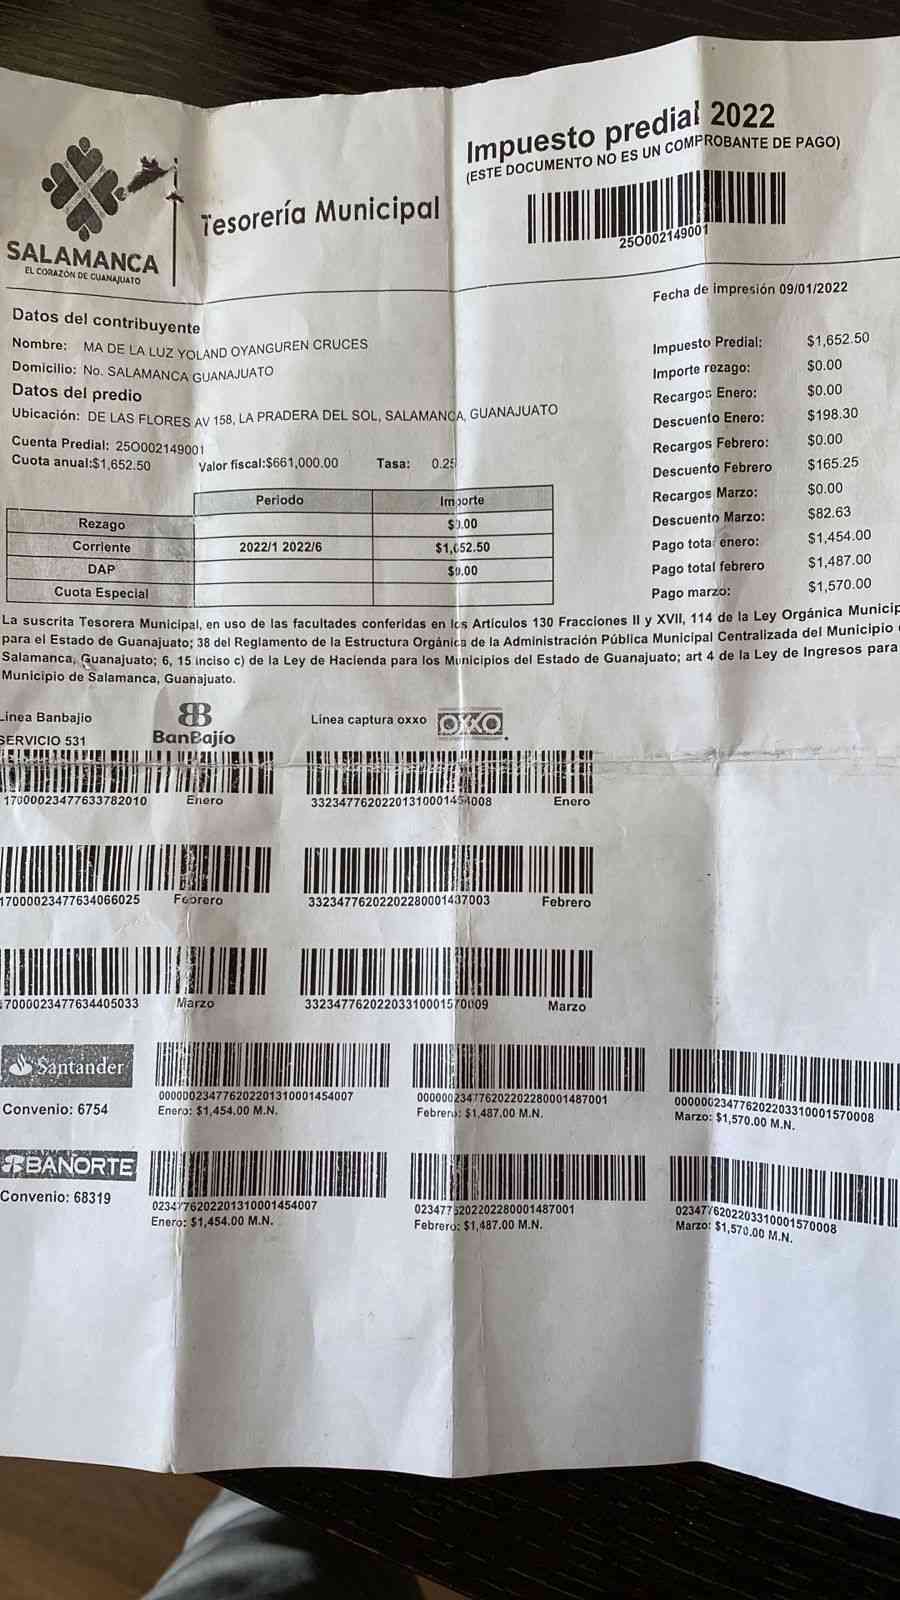 Impuesto predial 2022
(ESTE DOCUMENTO NO ES UN COMPROBANTE DE PAGO)
25O002149001
SALAMANCA
EL CORAZÓN DE GUANAJUATO
Tesorería Municipal
Fecha de impresión 09/01/2022
Datos del contribuyente
Nombre: MA DE LA LUZ YOLAND OYANGUREN CRUCES
Domicilio: No. SALAMANCA GUANAJUATO
Datos del predio
Ubicación: DE LAS FLORES AV 158, LA PRADERA DEL SOL, SALAMANCA, GUANAJUATO
Cuenta Predial: 25O002149001
Cuota anual:$1,652.50 Valor fiscal:$661,000.00 Tasa: 0.25
Impuesto Predial: $1,652.50
Importe rezago: $0.00
Recargos Enero: $0.00
Descuento Enero: $198.30
Recargos Febrero: $0.00
Descuento Febrero $165.25
Recargos Marzo: $0.00
Descuento Marzo: $82.63
Pago total enero: $1,454.00
Pago total febrero $1,487.00
Pago marzo: $1,570.00
Periodo Importe
Rezago $0.00
Corriente 2022/1 2022/6 $1,652.50
DAP $0.00
Cuota Especial
La suscrita Tesorera Municipal, en uso de las facultades conferidas en los Artículos 130 Fracciones II y XVII, 114 de la Ley Orgánica Municip
para el Estado de Guanajuato; 38 del Reglamento de la Estructura Orgánica de la Administración Pública Municipal Centralizada del Municipio
Salamanca, Guanajuato; 6, 15 inciso c) de la Ley de Hacienda para los Municipios del Estado de Guanajuato; art 4 de la Ley de Ingresos para
Municipio de Salamanca, Guanajuato.
Linea Banbajio BanBajío Linea captura oxxo OXXO
SERVICIO 531
17000023477633782010 Enero 33234776202201310001454008 Enero
17000023477634066025 Febrero 33234776202202280001487003 Febrero
17000023477634405033 Marzo 33234776202203310001570009 Marzo
Santander
Convenio: 6754
000000234776202201310001454007
Enero: $1,454.00 M.N.
000000234776202202280001487001
Febrero: $1,487.00 M.N.
000000234776202203310001570008
Marzo: $1,570.00 M.N.
BANORTE
Convenio: 68319
0234776202201310001454007
Enero: $1,454.00 M.N.
0234776202202280001487001
Febrero: $1,487.00 M.N.
0234776202203310001570008
Marzo: $1,570.00 M.N.